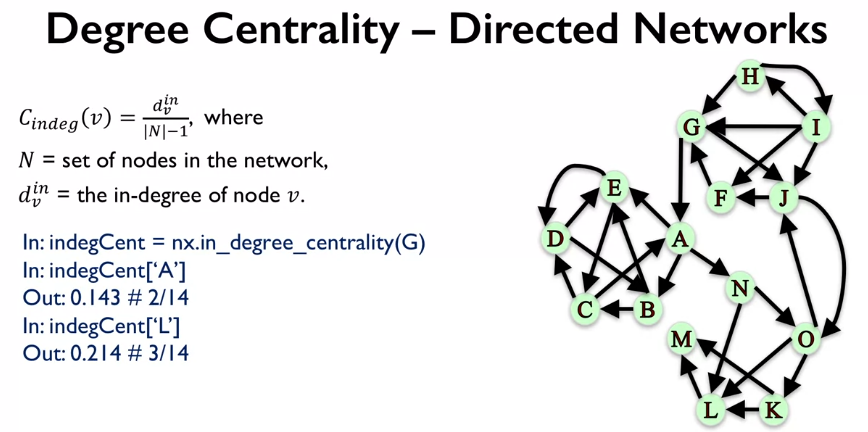 Degree Centrality – Directed Networks
C_indeg(v) = d_v^in / |N|−1, where
N = set of nodes in the network,
d_v^in = the in-degree of node v.
In: indegCent = nx.in_degree_centrality(G)
In: indegCent[‘A’]
Out: 0.143 # 2/14
In: indegCent[‘L’]
Out: 0.214 # 3/14
H
G
I
F
J
E
D
A
C
B
N
M
O
L
K